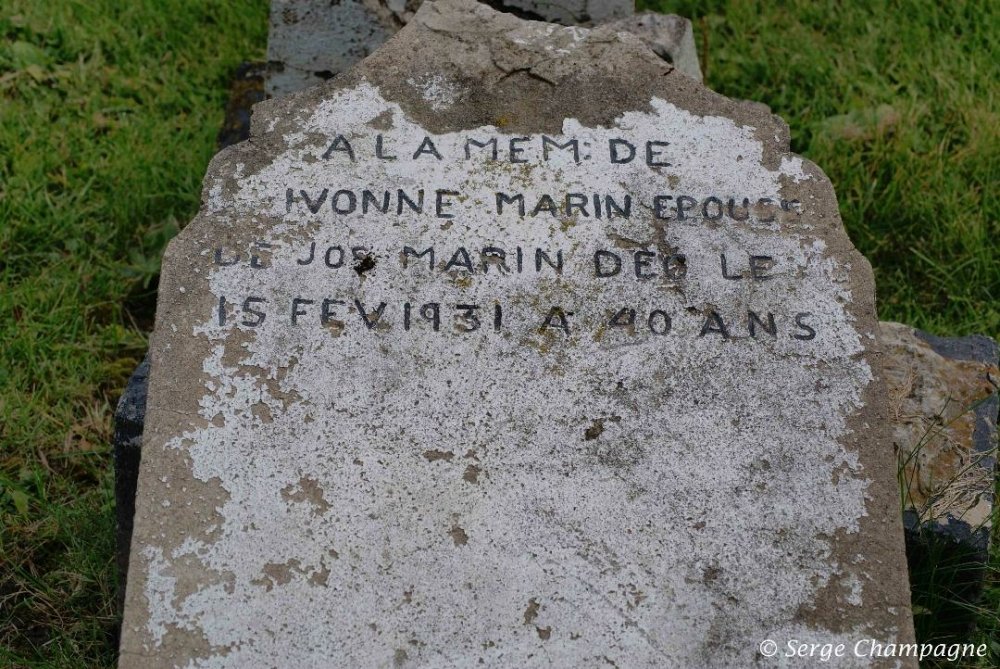 A LA MEM DE
IVONNE MARIN EPOUSE
DE JOS MARIN DEC LE
15 FEV 1931 A 40 ANS
© Serge Champagne